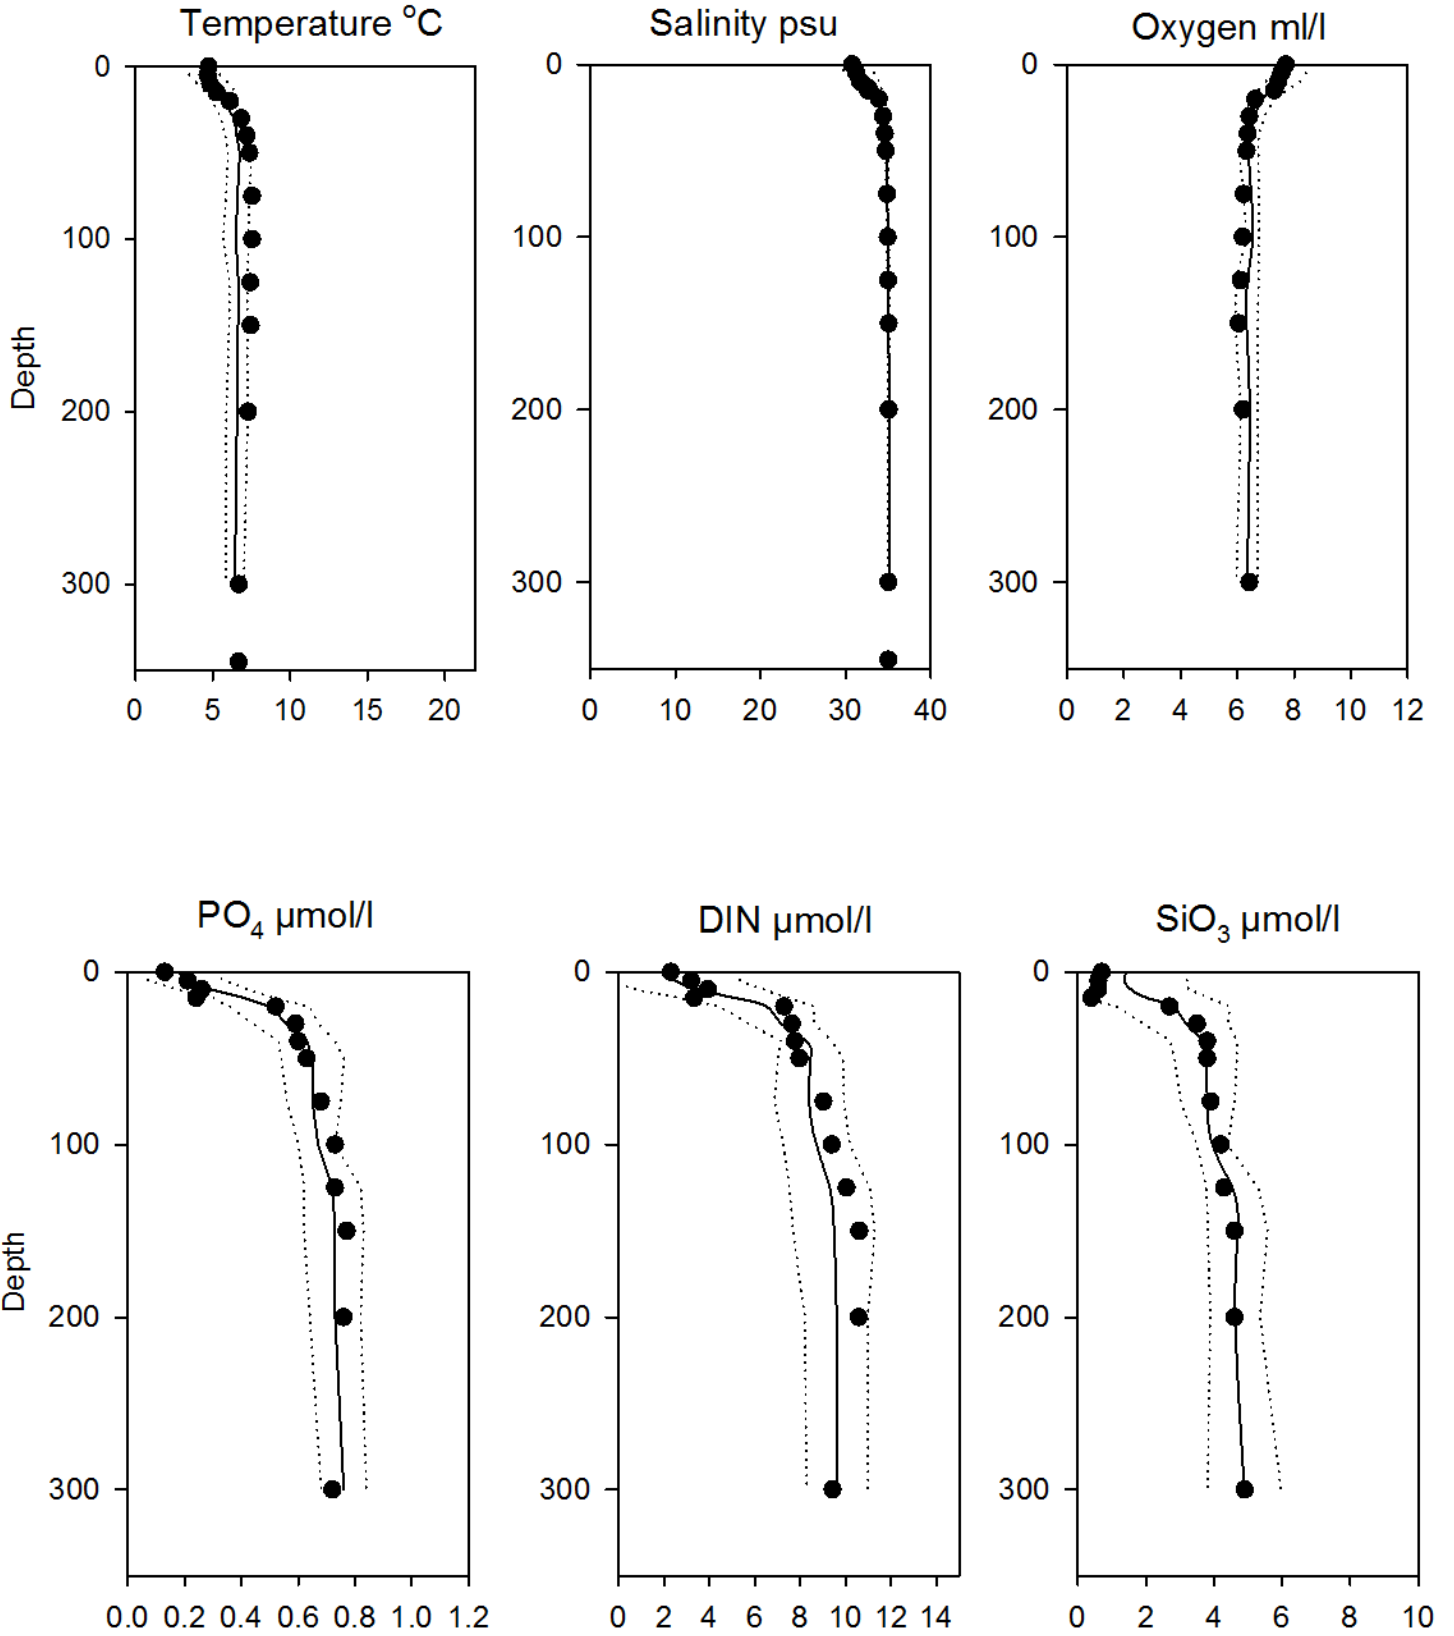 Temperature °C
Salinity psu
Oxygen ml/l
0
100
200
300
Depth
0 5 10 15 20
0
100
200
300
0 10 20 30 40
0
100
200
300
0 2 4 6 8 10 12
PO4 µmol/l
DIN µmol/l
SiO3 µmol/l
0
100
200
300
Depth
0.0 0.2 0.4 0.6 0.8 1.0 1.2
0
100
200
300
0 2 4 6 8 10 12 14
0
100
200
300
0 2 4 6 8 10